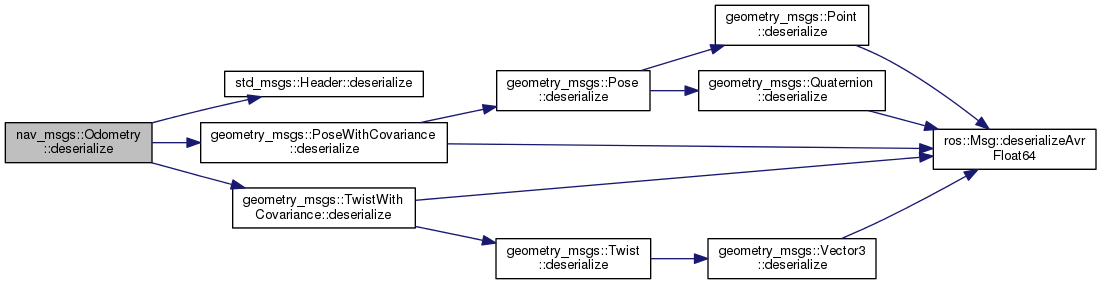 nav_msgs::Odometry
::deserialize
std_msgs::Header::deserialize
geometry_msgs::PoseWithCovariance
::deserialize
geometry_msgs::TwistWith
Covariance::deserialize
geometry_msgs::Pose
::deserialize
geometry_msgs::Twist
::deserialize
geometry_msgs::Point
::deserialize
geometry_msgs::Quaternion
::deserialize
geometry_msgs::Vector3
::deserialize
ros::Msg::deserializeAvr
Float64